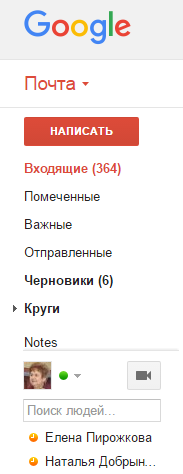 Google
Почта
НАПИСАТЬ
Входящие (364)
Помеченные
Важные
Отправленные
Черновики (6)
Круги
Notes
Поиск людей...
Елена Пирожкова
Наталья Добрын...